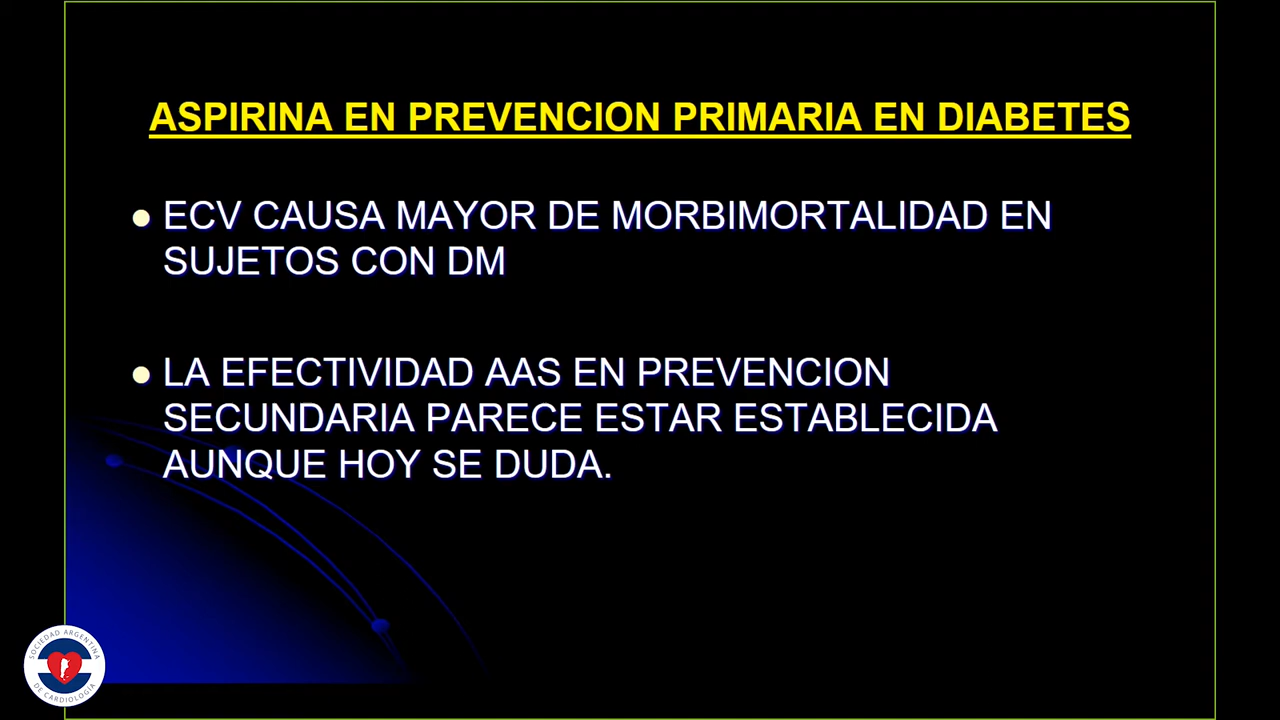 ASPIRINA EN PREVENCION PRIMARIA EN DIABETES
ECV CAUSA MAYOR DE MORBIMORTALIDAD EN
SUJETOS CON DM
LA EFECTIVIDAD AAS EN PREVENCION
SECUNDARIA PARECE ESTAR ESTABLECIDA
AUNQUE HOY SE DUDA.
SOCIEDAD ARGENTINA
DE CARDIOLOGÍA